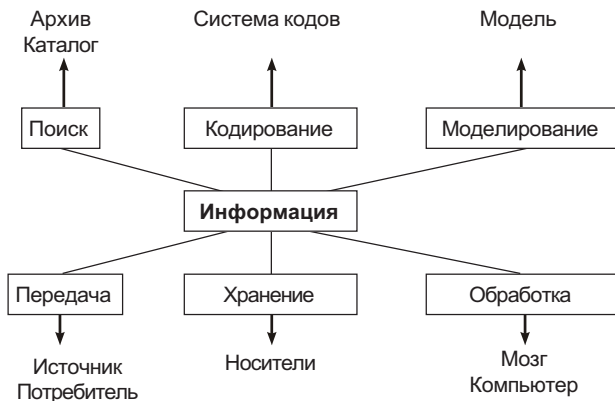 Архив
Каталог
Система кодов
Модель
Поиск
Кодирование
Моделирование
Информация
Передача
Хранение
Обработка
Источник
Потребитель
Носители
Мозг
Компьютер